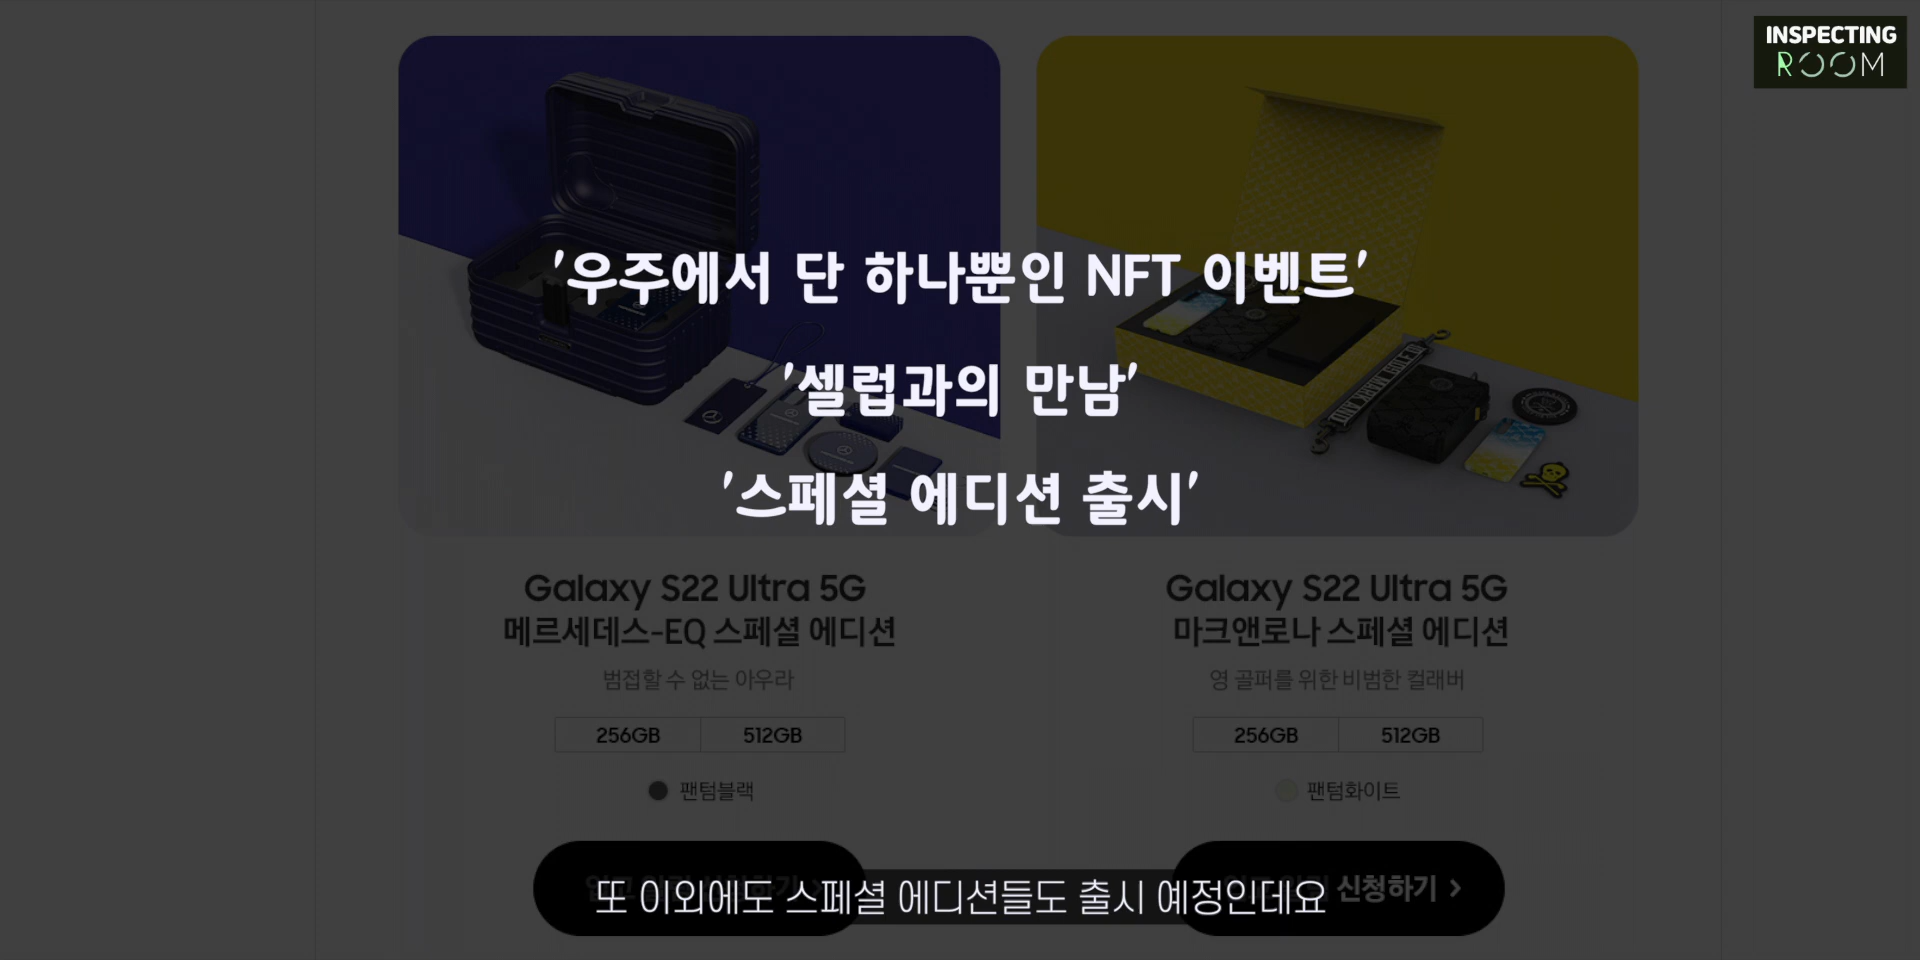 INSPECTING
ROOM
'우주에서 단 하나뿐인 NFT 이벤트'
'셀럽과의 만남'
'스페셜 에디션 출시'
Galaxy S22 Ultra 5G
메르세데스-EQ 스페셜 에디션
범접할 수 없는 아우라
256GB
512GB
팬텀블랙
Galaxy S22 Ultra 5G
마크앤로나 스페셜 에디션
영 골퍼를 위한 비범한 컬래버
256GB
512GB
팬텀화이트
신청하기 >
또 이외에도 스페셜 에디션들도 출시 예정인데요